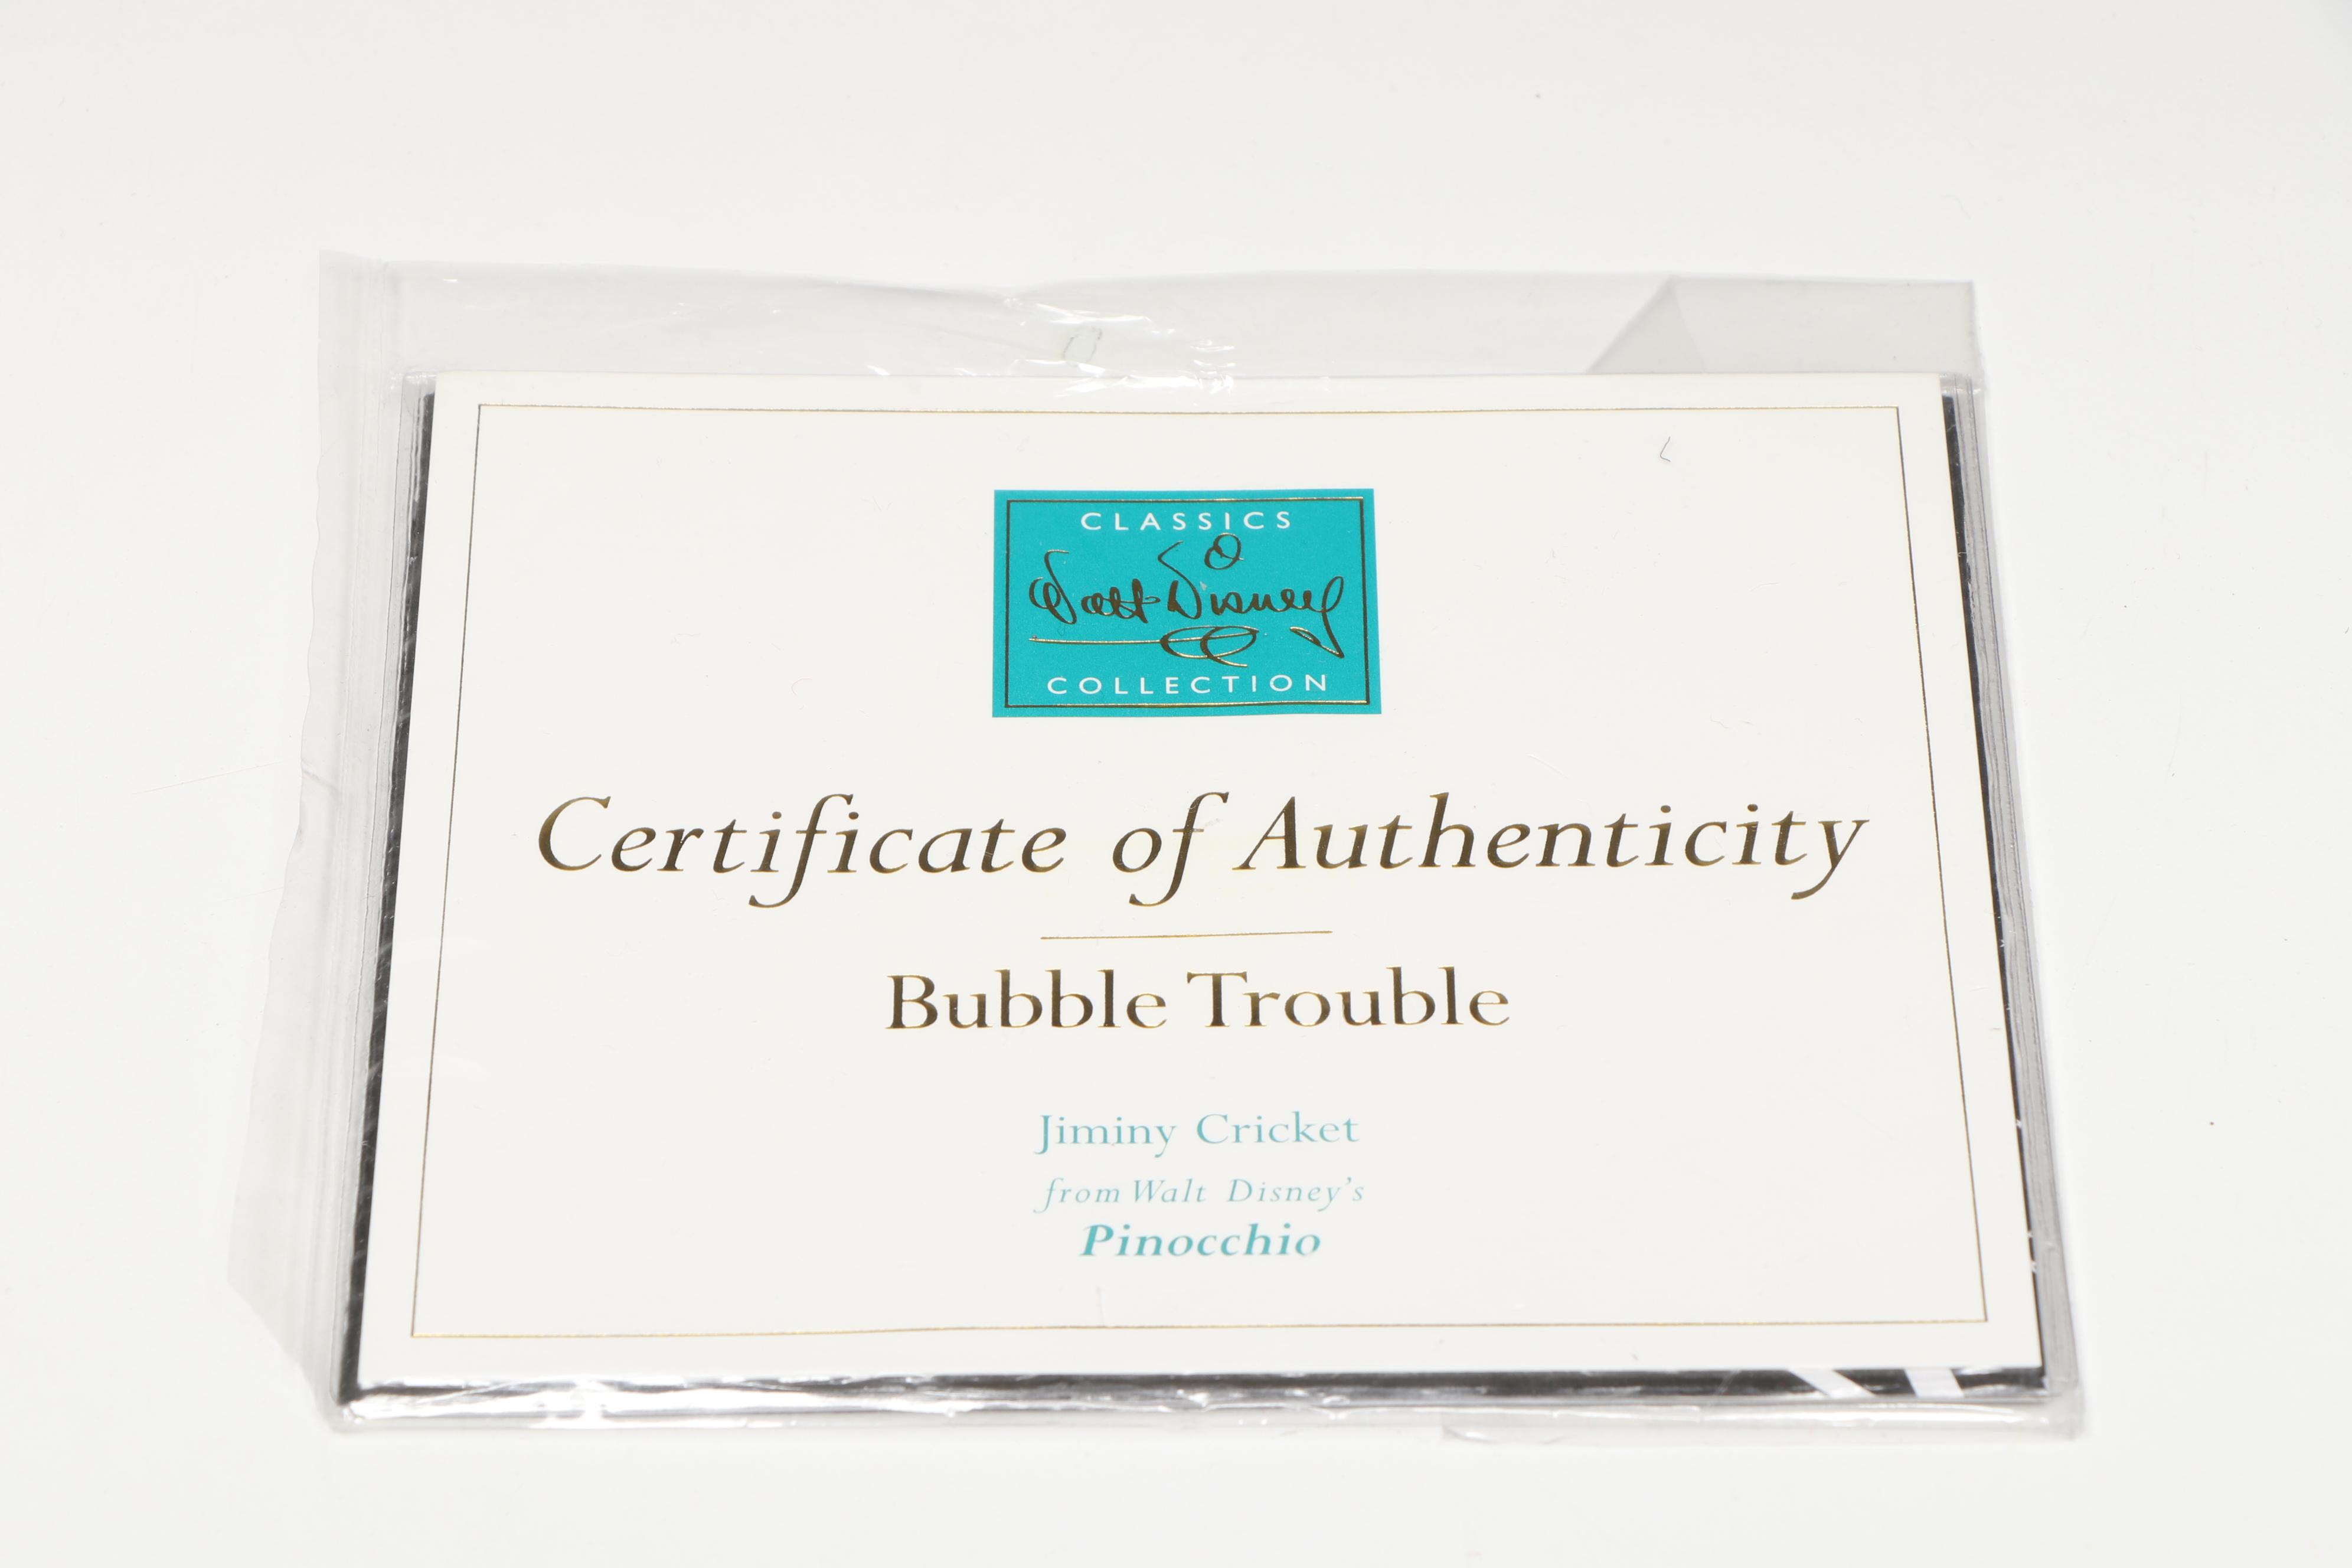 CLASSICS
Walt Disney
COLLECTION
Certificate of Authenticity
Bubble Trouble
Jiminy Cricket
from Walt Disney's
Pinocchio